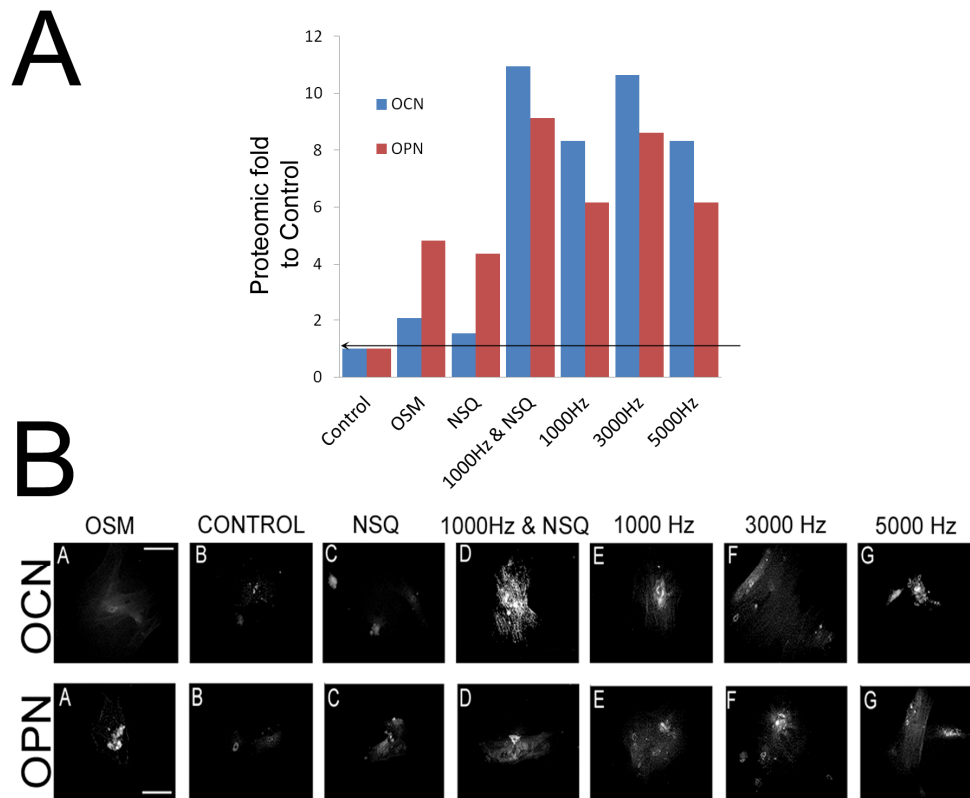 A
12
10
8
6
4
2
0
Proteomic fold
to Control
OCN
OPN
Control
OSM
NSQ
1000Hz & NSQ
1000Hz
3000Hz
5000Hz
B
OSM CONTROL NSQ 1000Hz & NSQ 1000 Hz 3000 Hz 5000 Hz
OCN
A B C D E F G
OPN
A B C D E F G